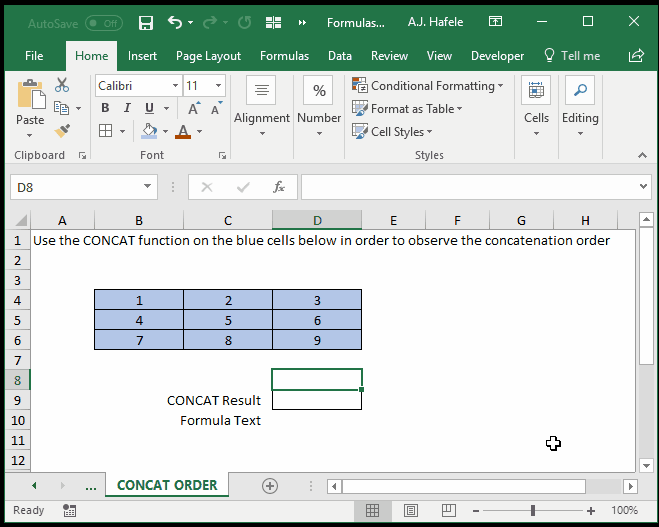 AutoSave Off Formulas... A.J. Hafele
File Home Insert Page Layout Formulas Data Review View Developer Tell me
Paste
Clipboard
Calibri 11
B I U A A
A
Font
Alignment
Number
%
Conditional Formatting
Format as Table
Cell Styles
Styles
Cells
Editing
D8 fx
A B C D E F G H
1 Use the CONCAT function on the blue cells below in order to observe the concatenation order
2
3
4 1 2 3
5 4 5 6
6 7 8 9
7
8
9 CONCAT Result
10 Formula Text
11
12
... CONCAT ORDER
Ready 100%